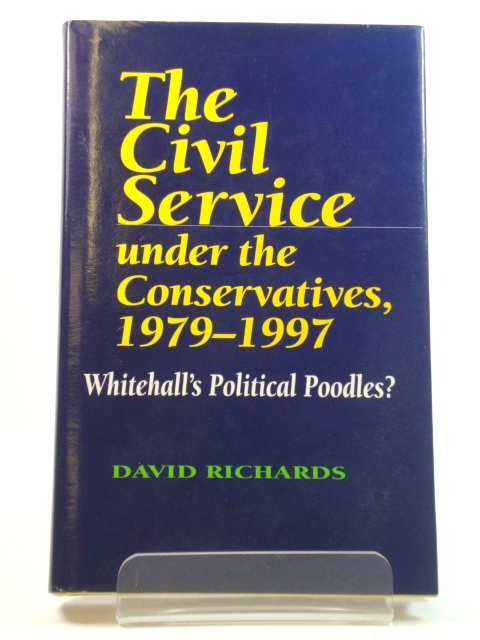 The
Civil
Service
under the
Conservatives,
1979–1997
Whitehall's Political Poodles?
DAVID RICHARDS